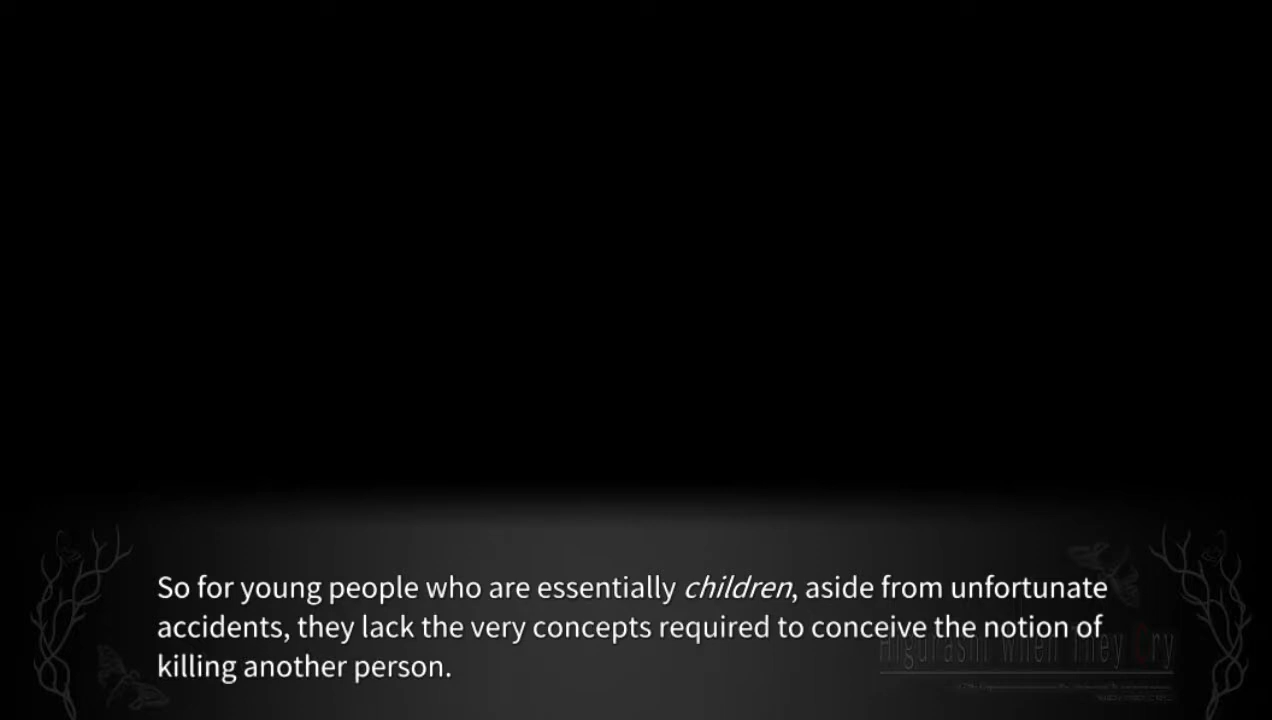 So for young people who are essentially children, aside from unfortunate
accidents, they lack the very concepts required to conceive the notion of
killing another person.
Higurashi When They Cry